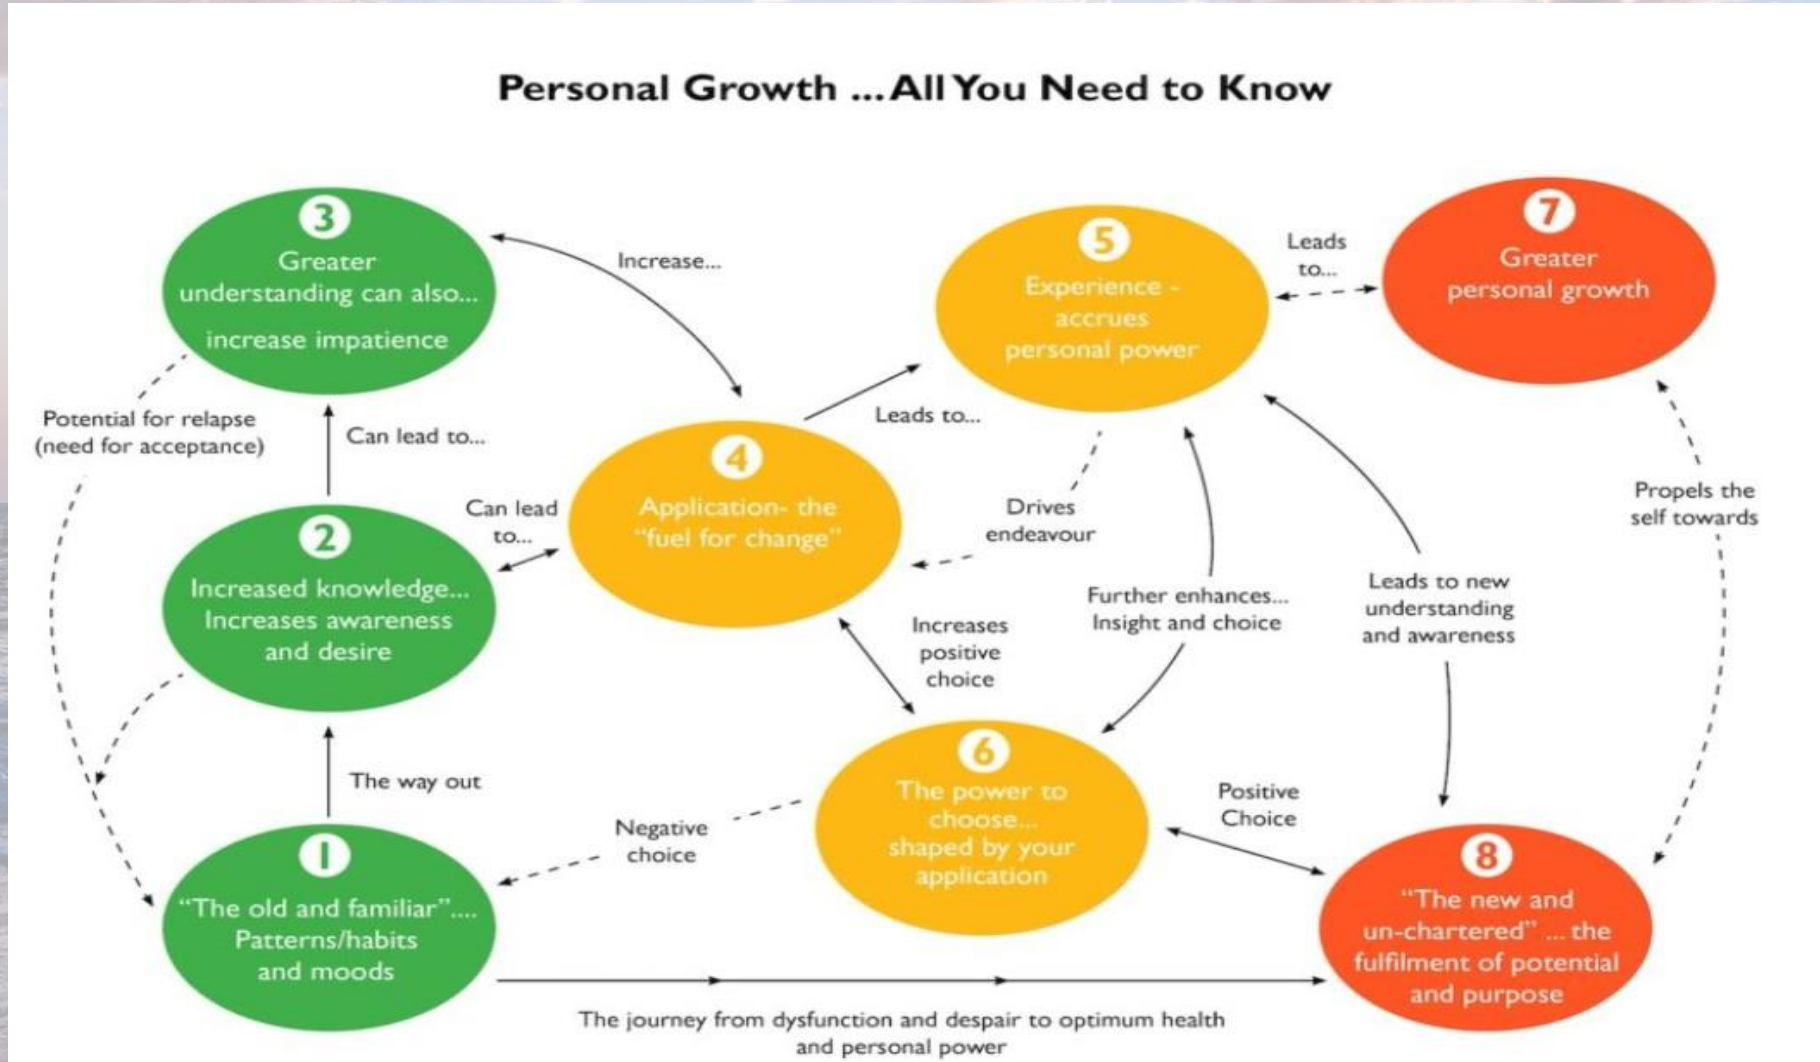 Personal Growth ... All You Need to Know
3
Greater
understanding can also...
increase impatience
Increase...
5
Experience -
accrues
personal power
Leads
to...
7
Greater
personal growth
Potential for relapse
(need for acceptance)
Can lead to...
Leads to...
4
Application- the
"fuel for change"
Can lead
to...
2
Increased knowledge...
Increases awareness
and desire
Drives
endeavour
Propels the
self towards
Further enhances...
Insight and choice
Leads to new
understanding
and awareness
Increases
positive
choice
The way out
6
The power to
choose...
shaped by your
application
Positive
Choice
Negative
choice
1
"The old and familiar"....
Patterns/habits
and moods
8
"The new and
un-chartered" ... the
fulfilment of potential
and purpose
The journey from dysfunction and despair to optimum health
and personal power